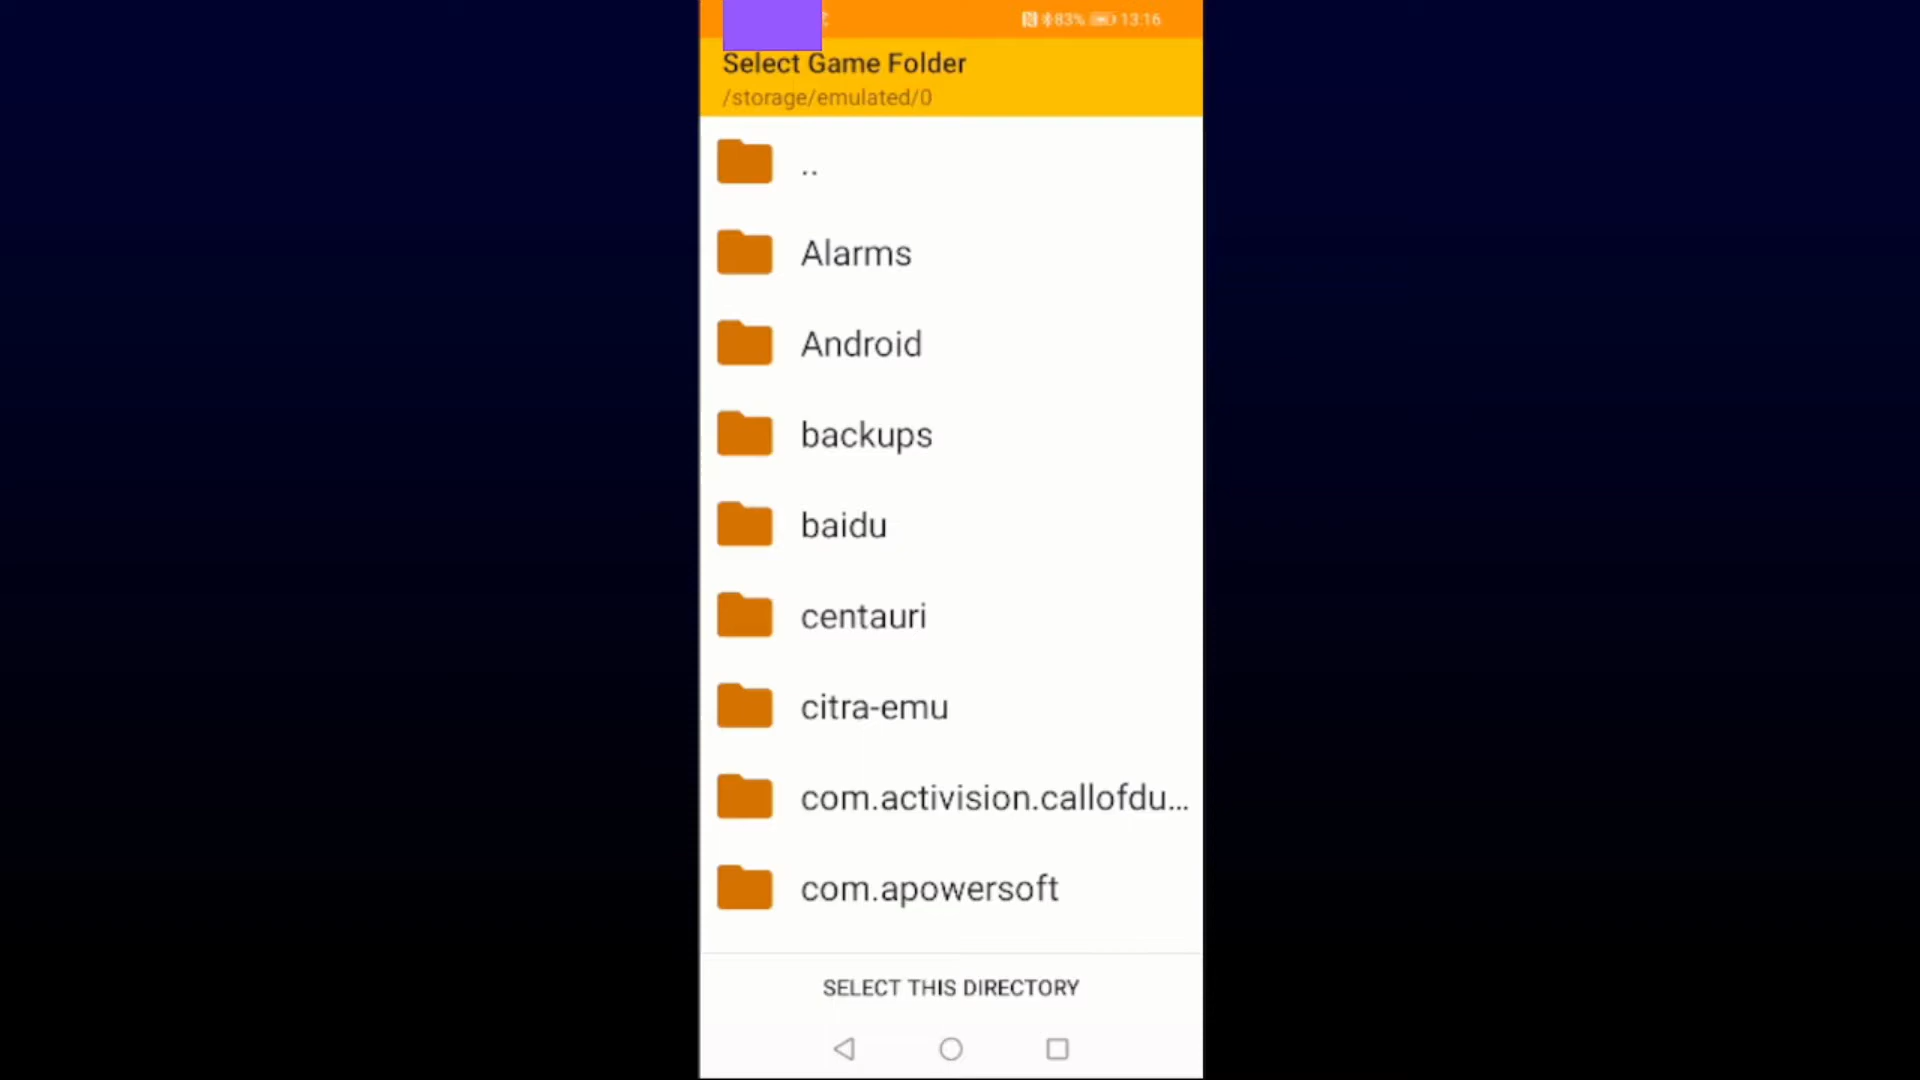 83% 13:16
Select Game Folder
/storage/emulated/0
..
Alarms
Android
backups
baidu
centauri
citra-emu
com.activision.callofdu...
com.apowersoft
SELECT THIS DIRECTORY